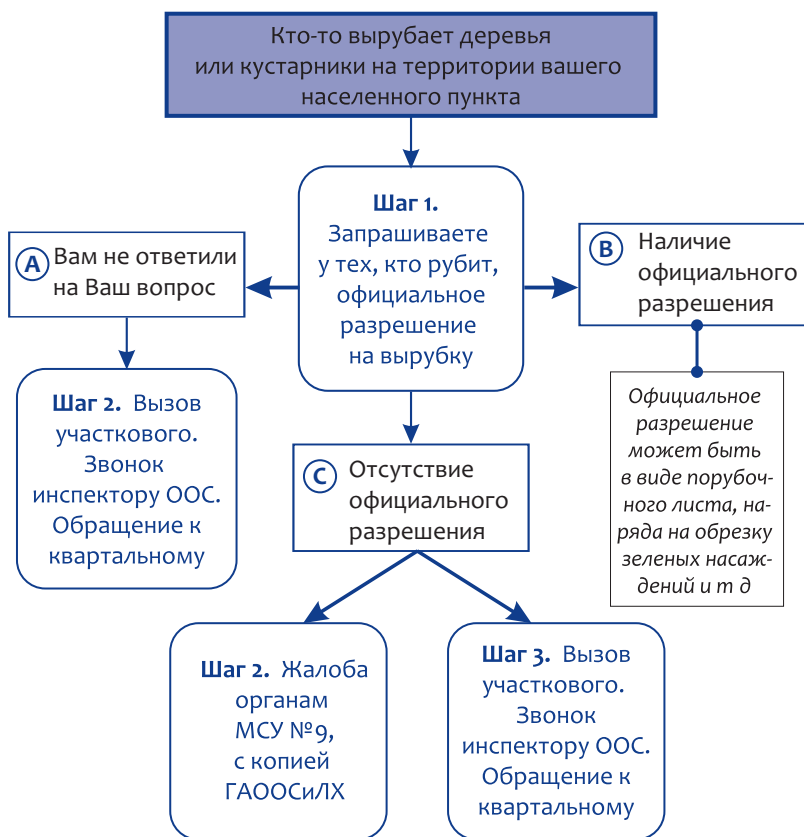 Кто-то вырубает деревья
или кустарники на территории вашего
населенного пункта
Шаг 1.
Запрашиваете
у тех, кто рубит,
официальное
разрешение
на вырубку
A Вам не ответили
на Ваш вопрос
B Наличие
официального
разрешения
Шаг 2. Вызов
участкового.
Звонок
инспектору ООС.
Обращение к
квартальному
Официальное
разрешение
может быть
в виде порубоч-
ного листа, на-
ряда на обрезку
зеленых насаж-
дений и т д
C Отсутствие
официального
разрешения
Шаг 2. Жалоба
органам
МСУ №9,
с копией
ГАООСиЛХ
Шаг 3. Вызов
участкового.
Звонок
инспектору ООС.
Обращение к
квартальному